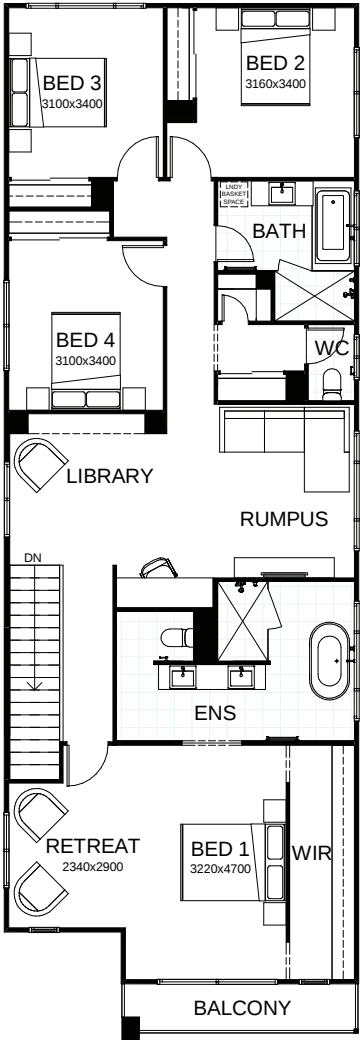 BED 3
3100x3400
BED 2
3160x3400
LNDY
BASKET
SPACE
BATH
BED 4
3100x3400
WC
LIBRARY
RUMPUS
DN
ENS
RETREAT
2340x2900
BED 1
3220x4700
WIR
BALCONY